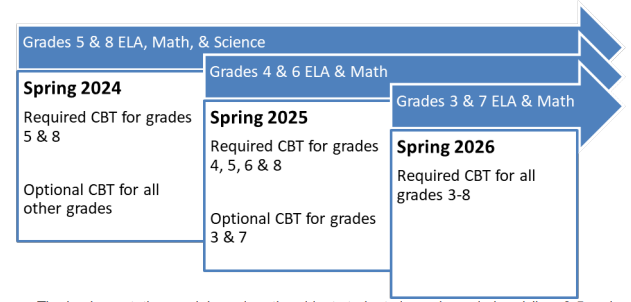 Grades 5 & 8 ELA, Math, & Science
Spring 2024
Required CBT for grades
5 & 8
Optional CBT for all
other grades
Grades 4 & 6 ELA & Math
Spring 2025
Required CBT for grades
4, 5, 6 & 8
Optional CBT for grades
3 & 7
Grades 3 & 7 ELA & Math
Spring 2026
Required CBT for all
grades 3-8